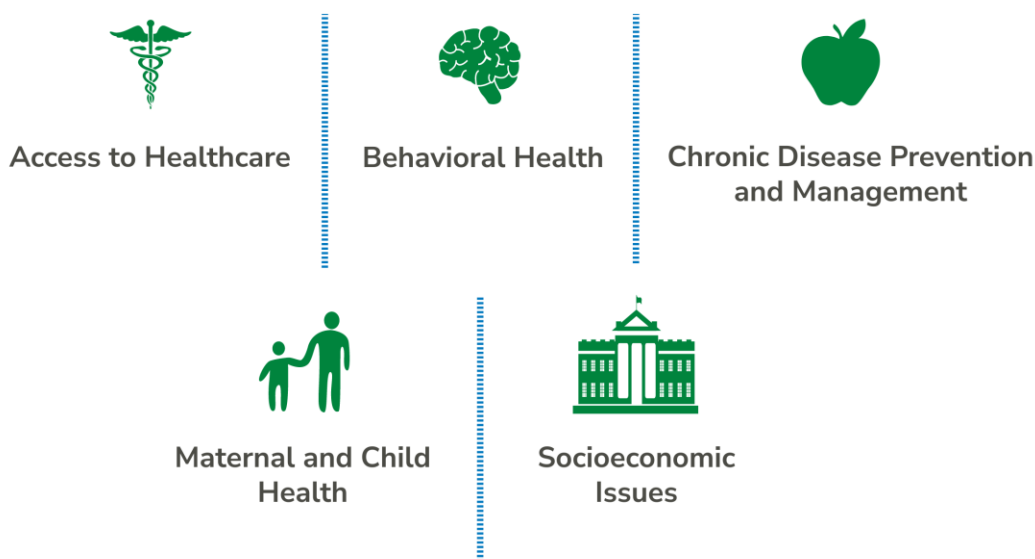 Access to Healthcare
Behavioral Health
Chronic Disease Prevention
and Management
Maternal and Child
Health
Socioeconomic
Issues